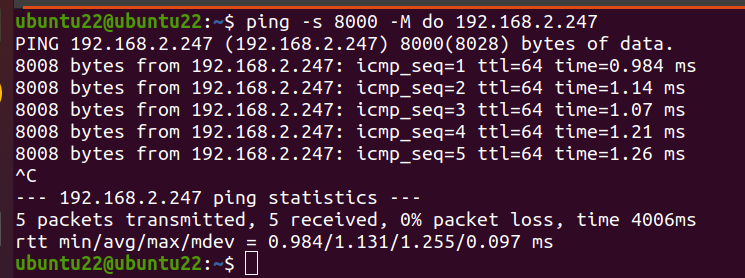 ubuntu22@ubuntu22:~$ ping -s 8000 -M do 192.168.2.247
PING 192.168.2.247 (192.168.2.247) 8000(8028) bytes of data.
8008 bytes from 192.168.2.247: icmp_seq=1 ttl=64 time=0.984 ms
8008 bytes from 192.168.2.247: icmp_seq=2 ttl=64 time=1.14 ms
8008 bytes from 192.168.2.247: icmp_seq=3 ttl=64 time=1.07 ms
8008 bytes from 192.168.2.247: icmp_seq=4 ttl=64 time=1.21 ms
8008 bytes from 192.168.2.247: icmp_seq=5 ttl=64 time=1.26 ms
^C
--- 192.168.2.247 ping statistics ---
5 packets transmitted, 5 received, 0% packet loss, time 4006ms
rtt min/avg/max/mdev = 0.984/1.131/1.255/0.097 ms
ubuntu22@ubuntu22:~$